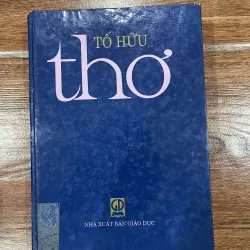 TỐ HỮU
thơ
NHÀ XUẤT BẢN GIÁO DỤC